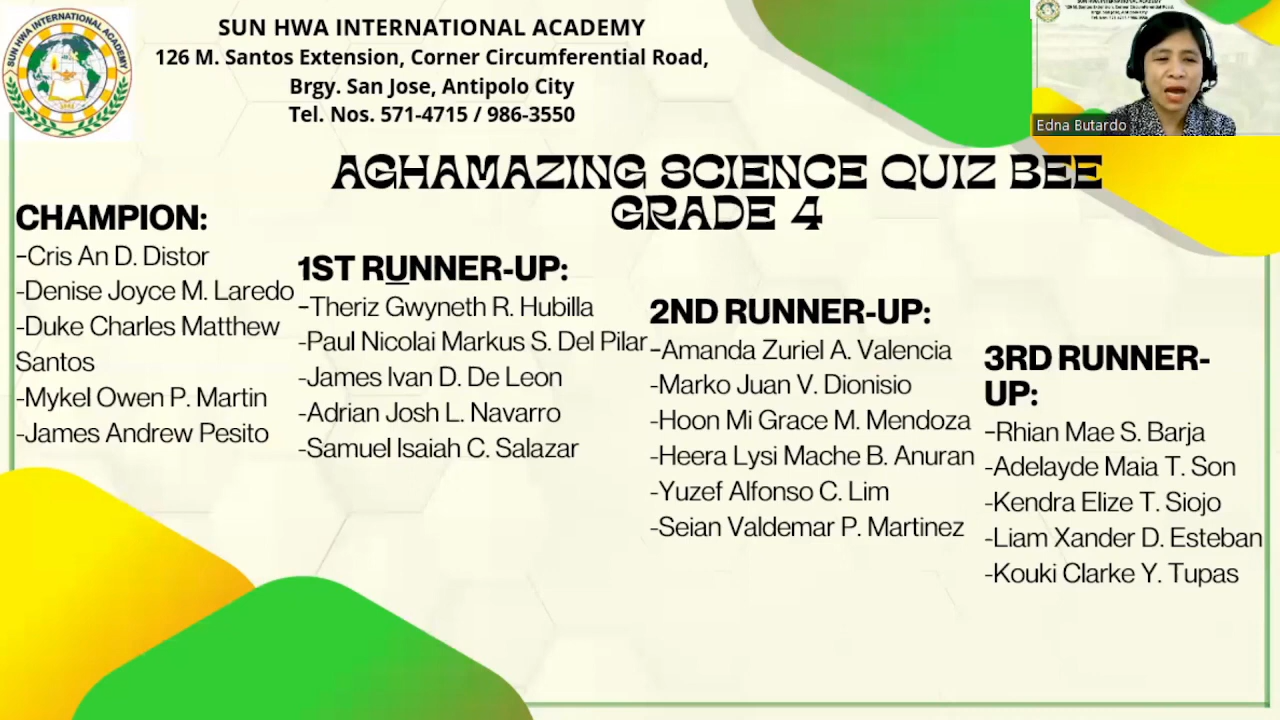 SUN HWA INTERNATIONAL ACADEMY
SUN HWA INTERNATIONAL ACADEMY
126 M. Santos Extension, Corner Circumferential Road,
Brgy. San Jose, Antipolo City
Tel. Nos. 571-4715 / 986-3550
Edna Butardo
AGHAMAZING SCIENCE QUIZ BEE
GRADE 4
CHAMPION:
-Cris An D. Distor
-Denise Joyce M. Laredo
-Duke Charles Matthew
Santos
-Mykel Owen P. Martin
-James Andrew Pesito
1ST RUNNER-UP:
-Theriz Gwyneth R. Hubilla
-Paul Nicolai Markus S. Del Pilar
-James Ivan D. De Leon
-Adrian Josh L. Navarro
-Samuel Isaiah C. Salazar
2ND RUNNER-UP:
-Amanda Zuriel A. Valencia
-Marko Juan V. Dionisio
-Hoon Mi Grace M. Mendoza
-Heera Lysi Mache B. Anuran
-Yuzef Alfonso C. Lim
-Seian Valdemar P. Martinez
3RD RUNNER-
UP:
-Rhian Mae S. Barja
-Adelayde Maia T. Son
-Kendra Elize T. Siojo
-Liam Xander D. Esteban
-Kouki Clarke Y. Tupas